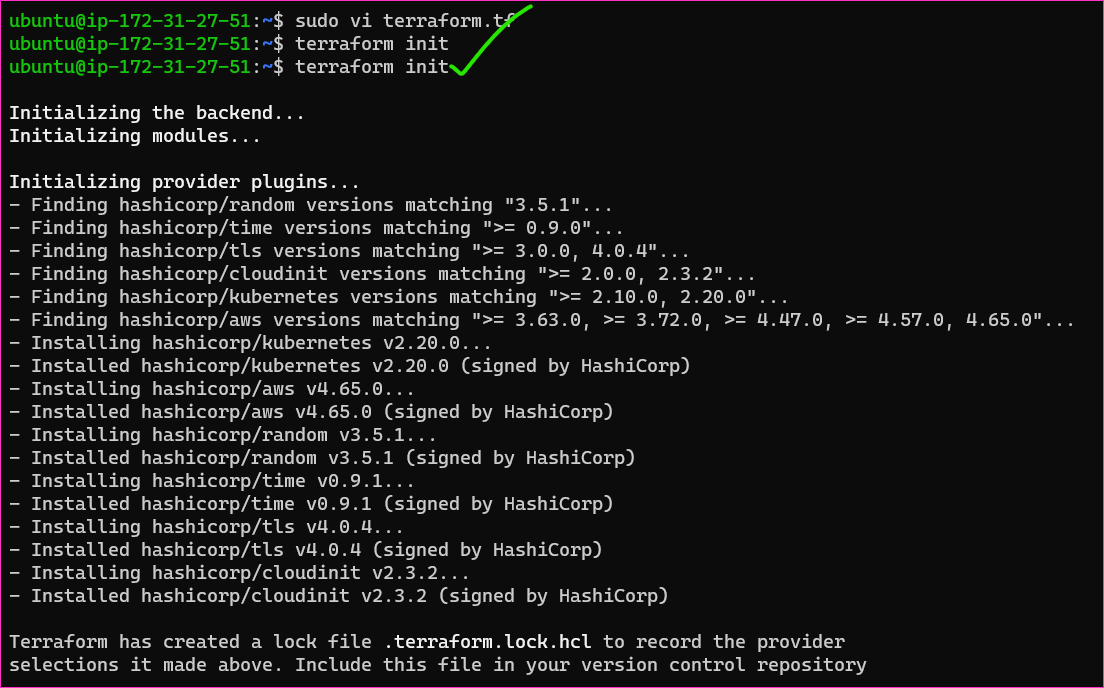 ubuntu@ip-172-31-27-51:~$ sudo vi terraform.tf
ubuntu@ip-172-31-27-51:~$ terraform init
ubuntu@ip-172-31-27-51:~$ terraform init
Initializing the backend...
Initializing modules...
Initializing provider plugins...
- Finding hashicorp/random versions matching "3.5.1"...
- Finding hashicorp/time versions matching ">= 0.9.0"...
- Finding hashicorp/tls versions matching ">= 3.0.0, 4.0.4"...
- Finding hashicorp/cloudinit versions matching ">= 2.0.0, 2.3.2"...
- Finding hashicorp/kubernetes versions matching ">= 2.10.0, 2.20.0"...
- Finding hashicorp/aws versions matching ">= 3.63.0, >= 3.72.0, >= 4.47.0, >= 4.57.0, 4.65.0"...
- Installing hashicorp/kubernetes v2.20.0...
- Installed hashicorp/kubernetes v2.20.0 (signed by HashiCorp)
- Installing hashicorp/aws v4.65.0...
- Installed hashicorp/aws v4.65.0 (signed by HashiCorp)
- Installing hashicorp/random v3.5.1...
- Installed hashicorp/random v3.5.1 (signed by HashiCorp)
- Installing hashicorp/time v0.9.1...
- Installed hashicorp/time v0.9.1 (signed by HashiCorp)
- Installing hashicorp/tls v4.0.4...
- Installed hashicorp/tls v4.0.4 (signed by HashiCorp)
- Installing hashicorp/cloudinit v2.3.2...
- Installed hashicorp/cloudinit v2.3.2 (signed by HashiCorp)
Terraform has created a lock file .terraform.lock.hcl to record the provider
selections it made above. Include this file in your version control repository